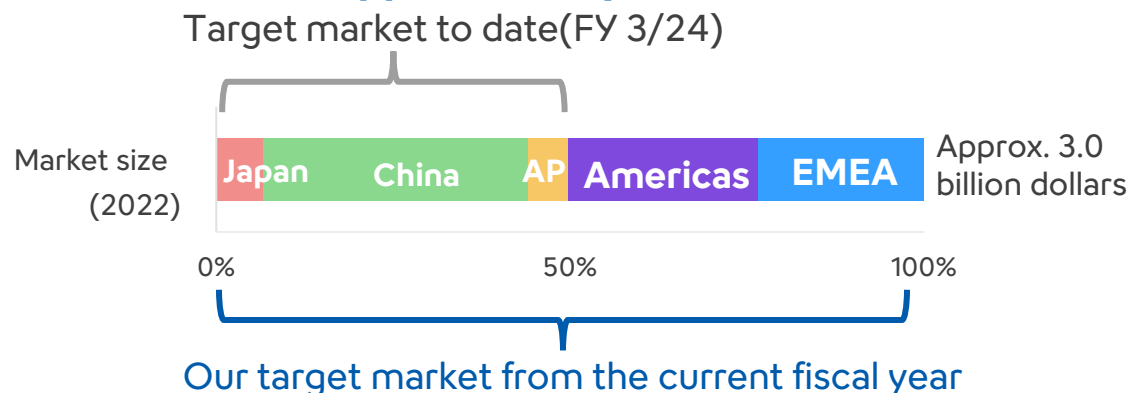 Target market to date(FY 3/24)
Market size
(2022)
Japan
China
AP
Americas
EMEA
Approx. 3.0
billion dollars
0%
50%
100%
Our target market from the current fiscal year